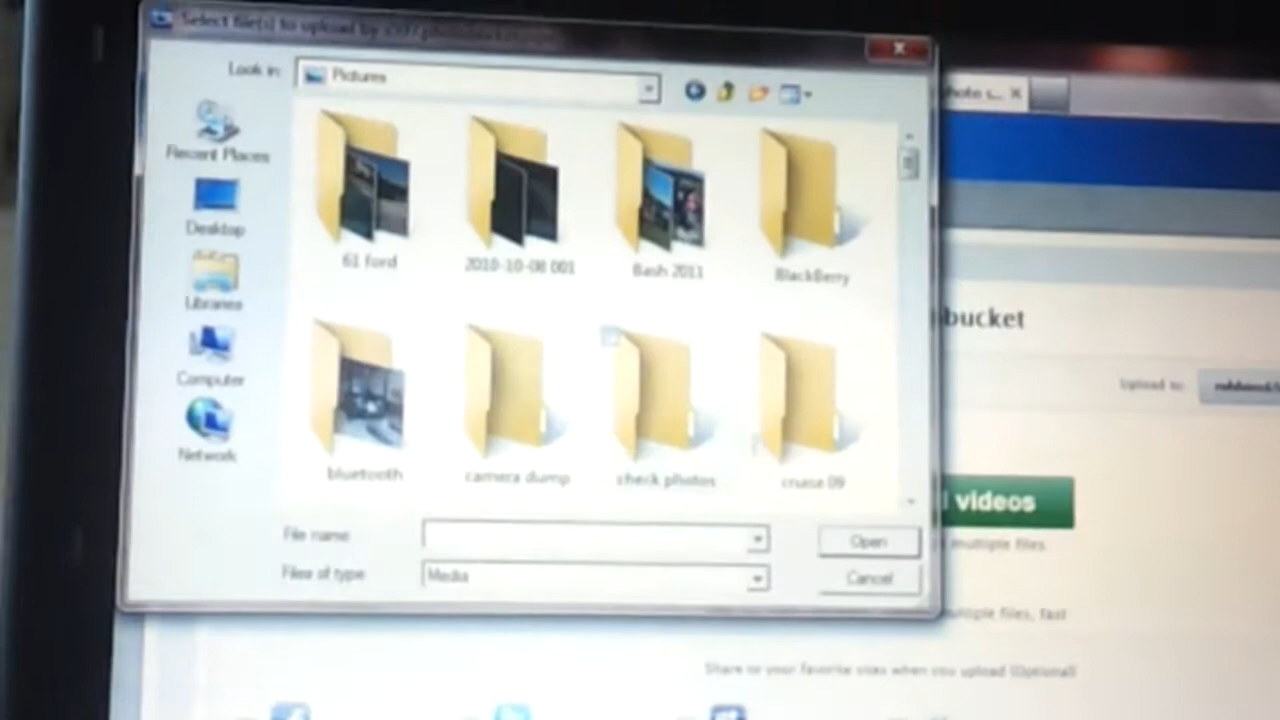 Select file(s) to upload by
Look in:
Pictures
Recent Places
Desktop
Libraries
Computer
Network
61 ford
2010-10-08 001
Bash 2011
BlackBerry
bluetooth
camera dump
check photos
cruise 09
File name:
Files of type:
Media
Open
Cancel
hoto s...
bucket
Upload to:
videos
multiple files
multiple files, fast
Share to your favorite sites when you upload (Optional)